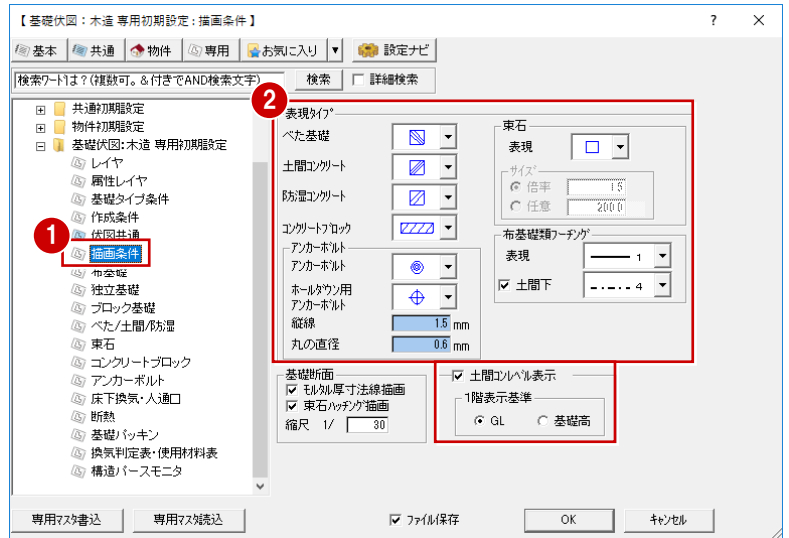 【 基礎伏図：木造 専用初期設定 : 描画条件 】
? ×
基本 共通 物件 専用 お気に入り ▼ 設定ナビ
検索ワードは？(複数可。＆付きでAND検索文字) 検索 詳細検索
共通初期設定
物件初期設定
基礎伏図:木造 専用初期設定
レイヤ
属性レイヤ
基礎タイプ条件
作成条件
伏図共通
1
描画条件
布基礎
独立基礎
ブロック基礎
べた/土間/防湿
束石
コンクリートブロック
アンカーボルト
床下換気・人通口
断熱
基礎パッキン
換気判定表・使用材料表
構造パースモニタ
2
表現ﾀｲﾌﾟ
べた基礎
土間ｺﾝｸﾘｰﾄ
防湿ｺﾝｸﾘｰﾄ
ｺﾝｸﾘｰﾄﾌﾞﾛｯｸ
ｱﾝｶｰﾎﾞﾙﾄ
ｱﾝｶｰﾎﾞﾙﾄ
ﾎｰﾙﾀﾞｳﾝ用
ｱﾝｶｰﾎﾞﾙﾄ
縦線 1.5 mm
丸の直径 0.6 mm
束石
表現
ｻｲｽﾞ
倍率 1.5
任意 200.0
布基礎類ﾌｰﾁﾝｸﾞ
表現 1
土間下 4
基礎断面
ﾓﾙﾀﾙ厚寸法線描画
束石ﾊｯﾁﾝｸﾞ描画
縮尺 1/ 30
土間ｺﾝﾚﾍﾞﾙ表示
1階表示基準
GL 基礎高
専用ﾏｽﾀ書込 専用ﾏｽﾀ読込 ﾌｧｲﾙ保存 OK ｷｬﾝｾﾙ